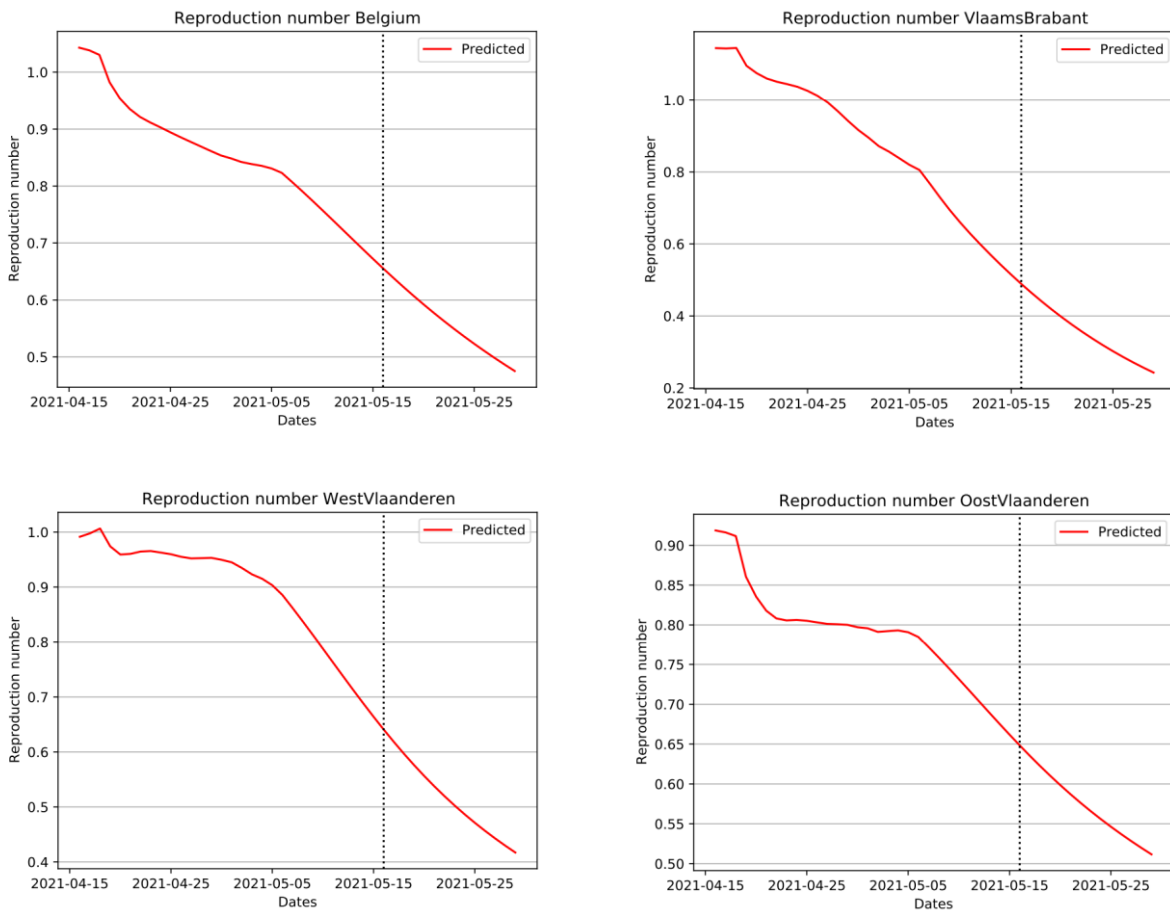 Reproduction number Belgium
Predicted
Reproduction number
1.0
0.9
0.8
0.7
0.6
0.5
2021-04-15 2021-04-25 2021-05-05 2021-05-15 2021-05-25
Dates
Reproduction number VlaamsBrabant
Predicted
Reproduction number
1.0
0.8
0.6
0.4
0.2
2021-04-15 2021-04-25 2021-05-05 2021-05-15 2021-05-25
Dates
Reproduction number WestVlaanderen
Predicted
Reproduction number
1.0
0.9
0.8
0.7
0.6
0.5
0.4
2021-04-15 2021-04-25 2021-05-05 2021-05-15 2021-05-25
Dates
Reproduction number OostVlaanderen
Predicted
Reproduction number
0.90
0.85
0.80
0.75
0.70
0.65
0.60
0.55
0.50
2021-04-15 2021-04-25 2021-05-05 2021-05-15 2021-05-25
Dates